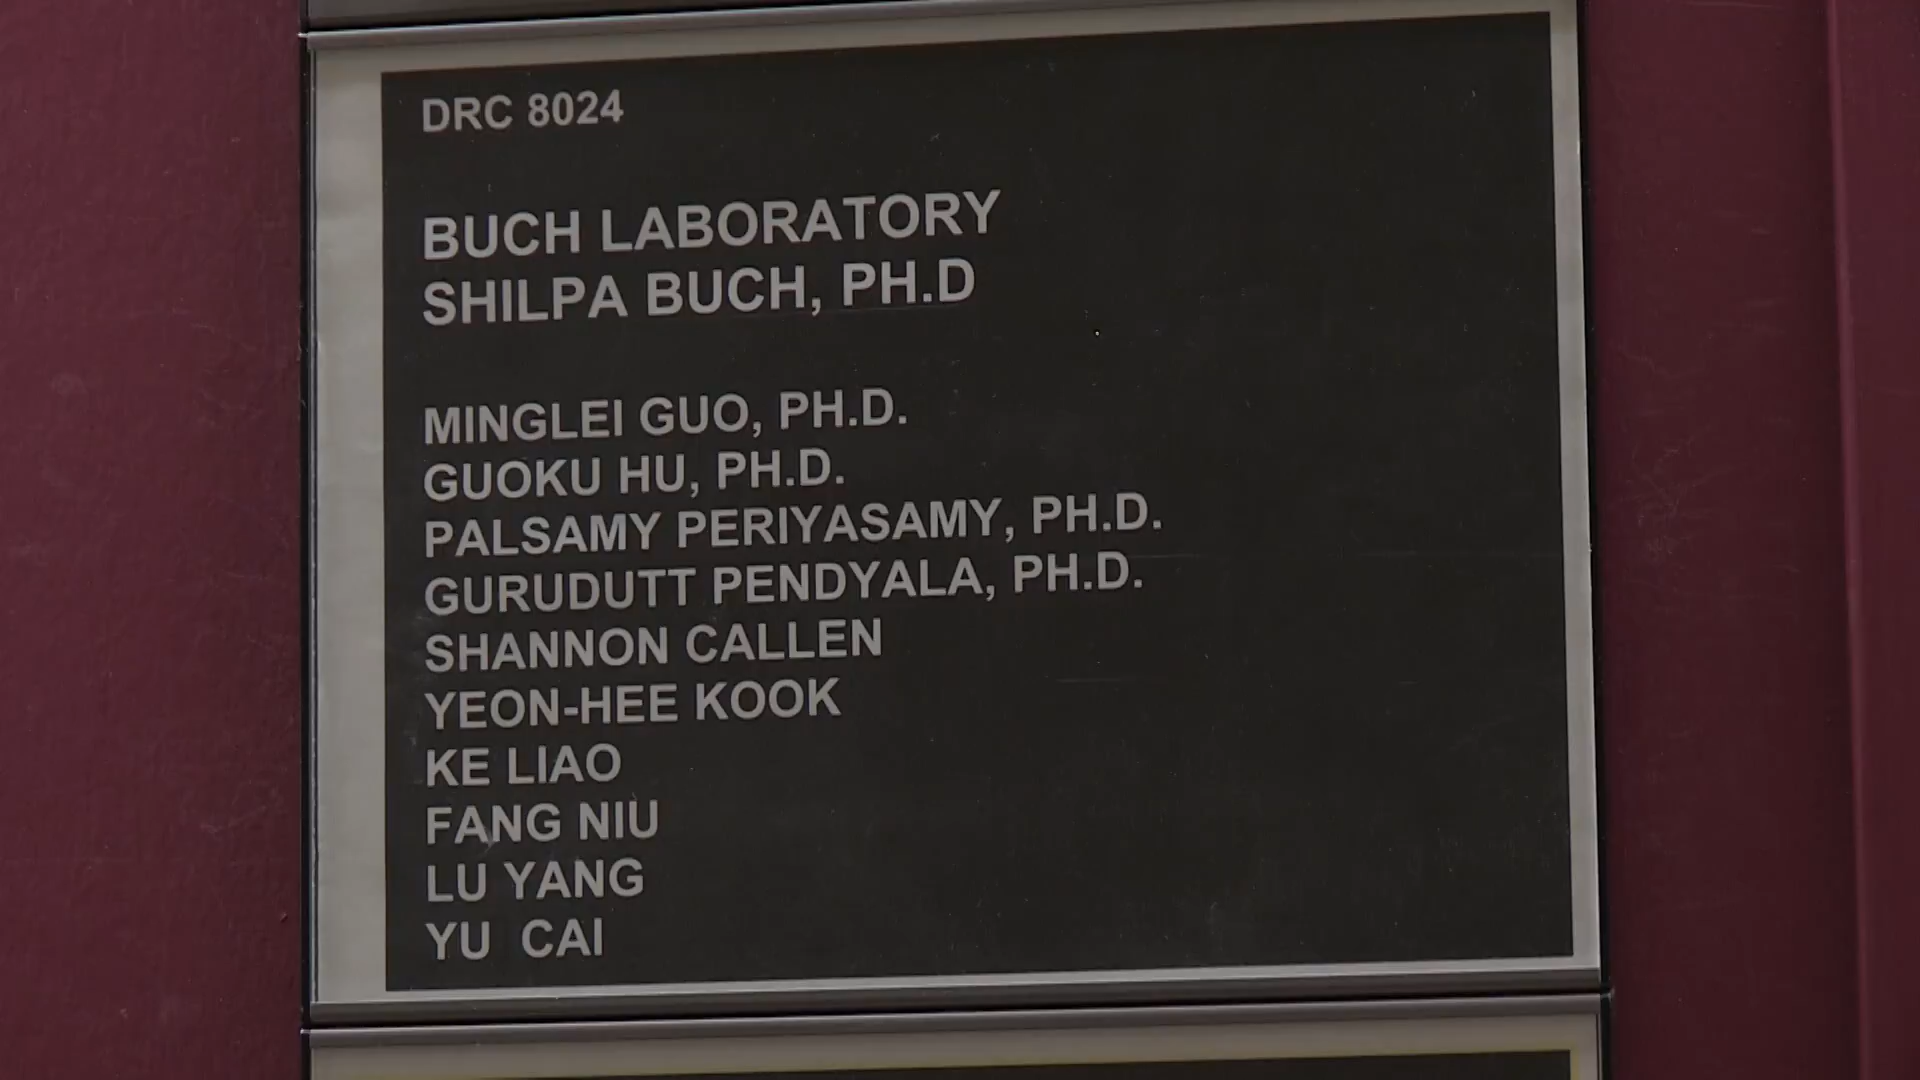 DRC 8024
BUCH LABORATORY
SHILPA BUCH, PH.D
MINGLEI GUO, PH.D.
GUOKU HU, PH.D.
PALSAMY PERIYASAMY, PH.D.
GURUDUTT PENDYALA, PH.D.
SHANNON CALLEN
YEON-HEE KOOK
KE LIAO
FANG NIU
LU YANG
YU CAI